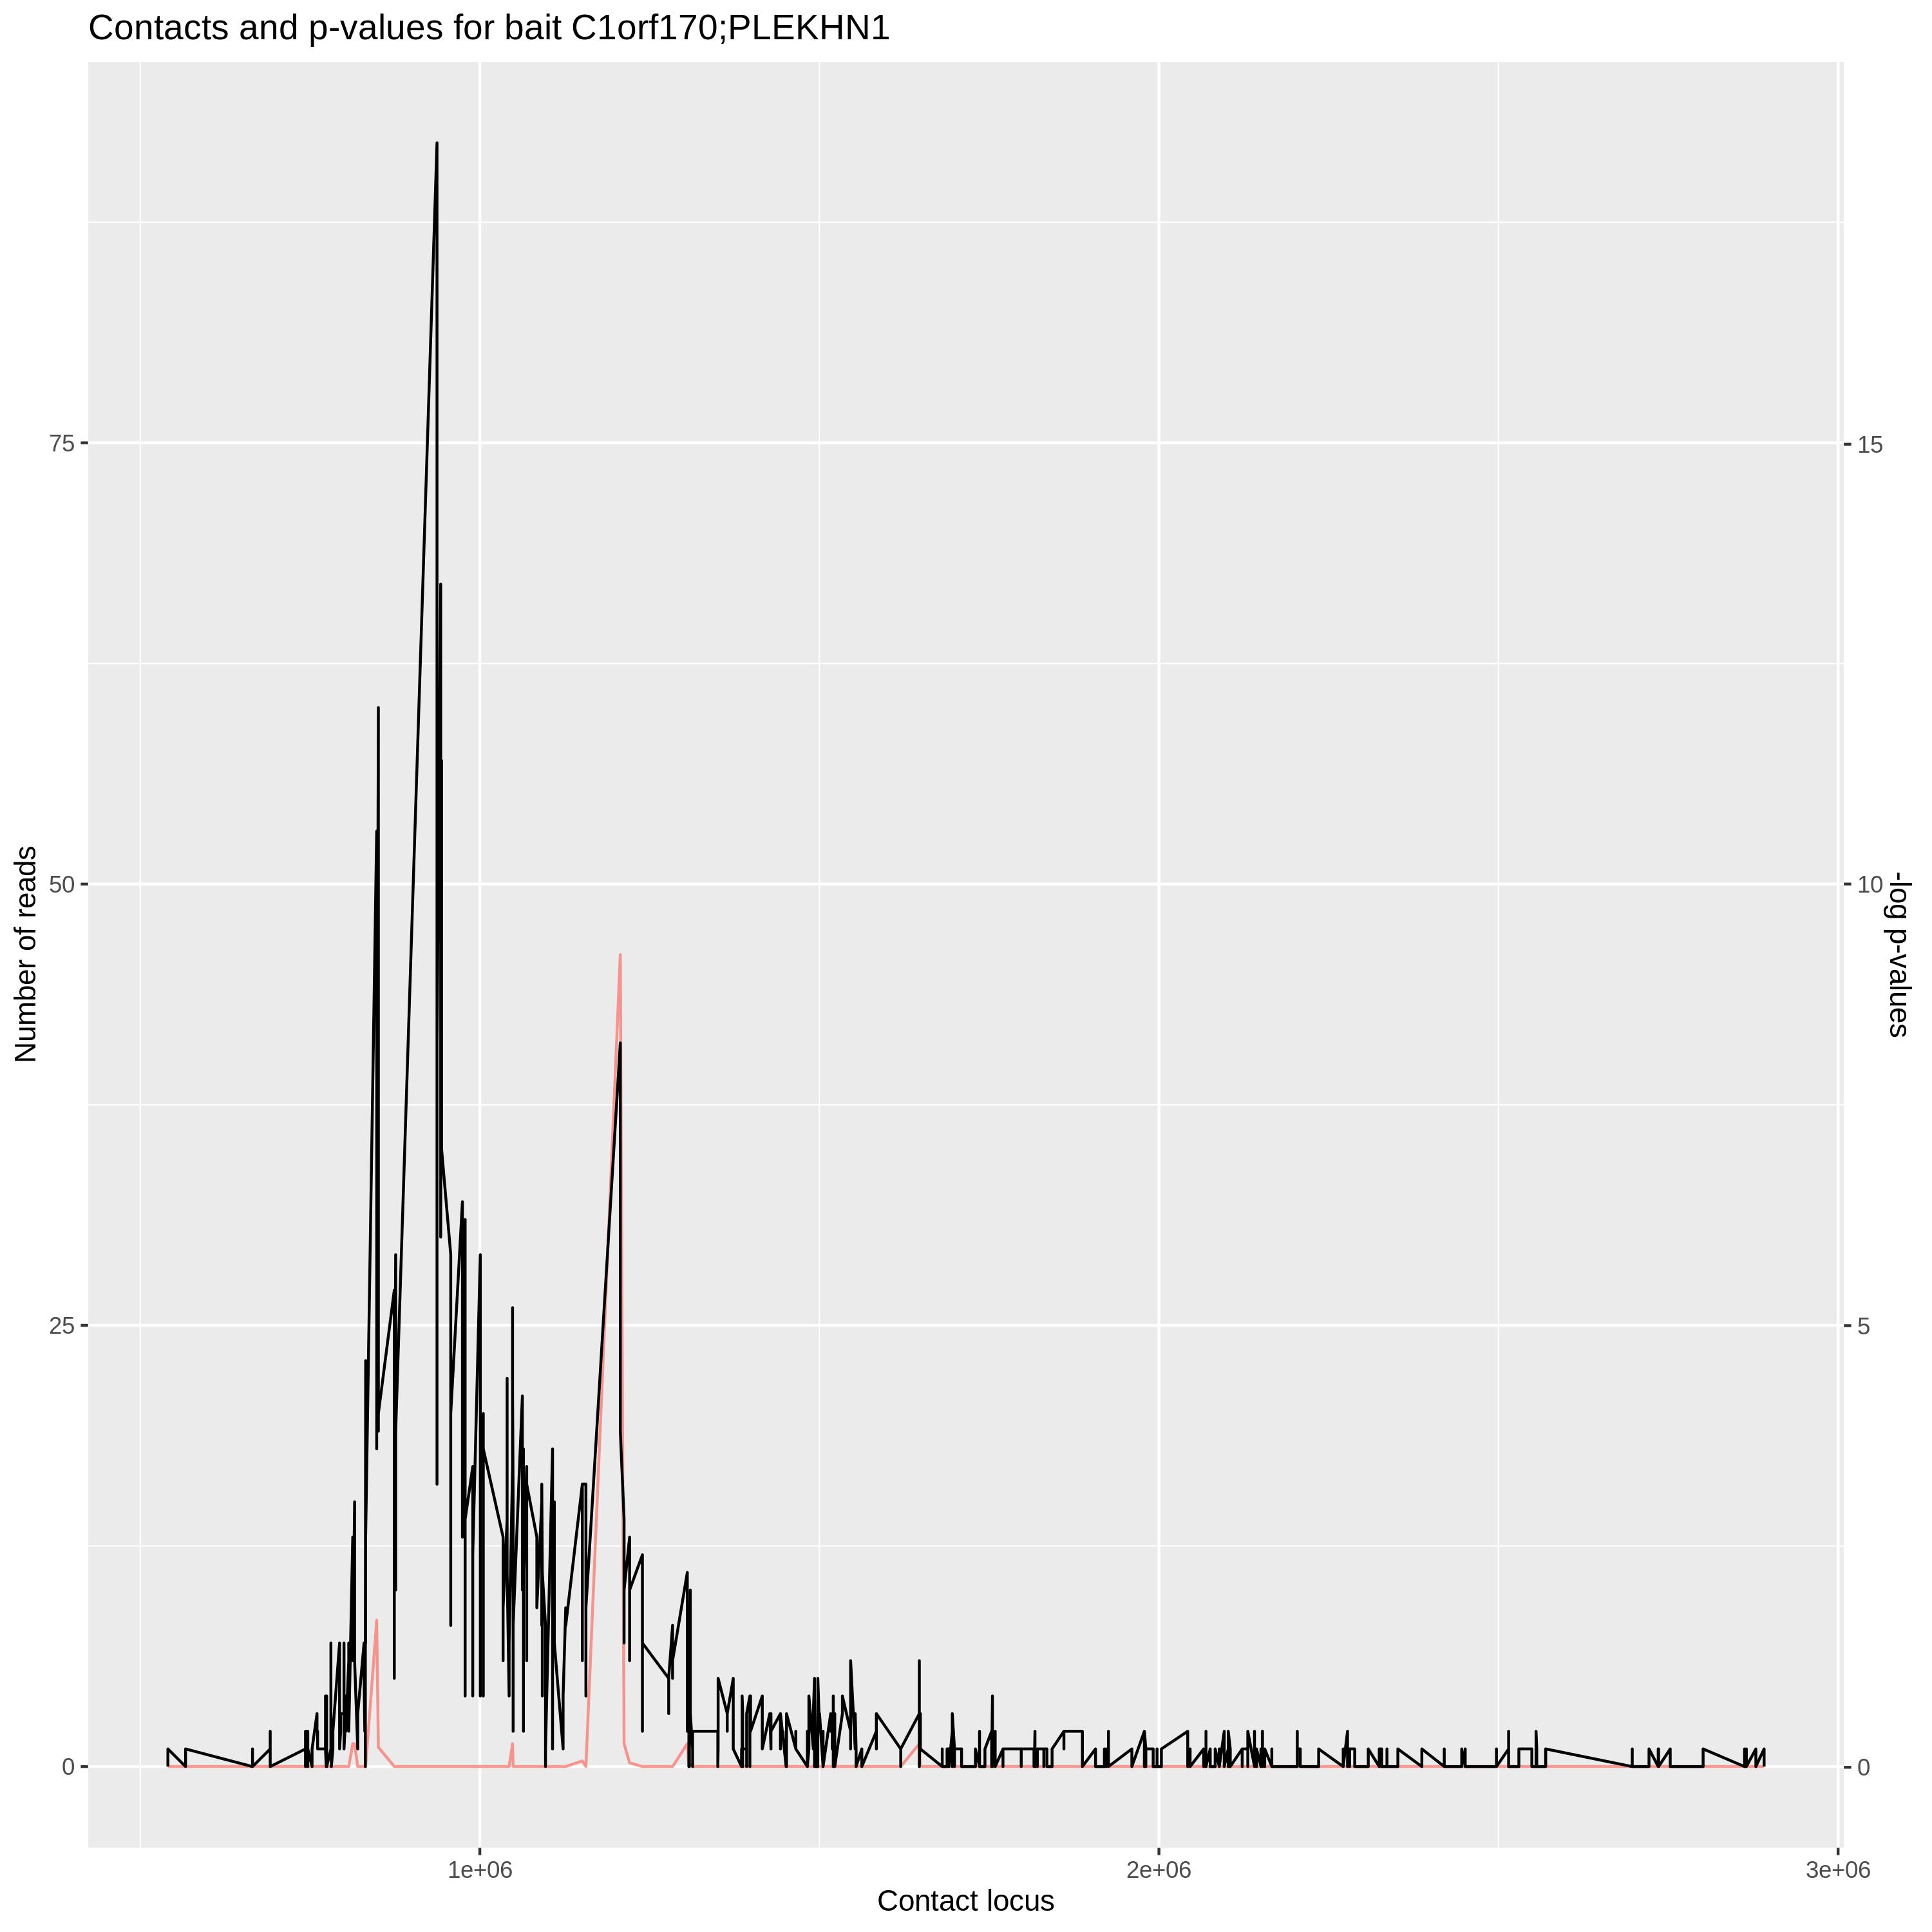 Contacts and p-values for bait C1orf170;PLEKHN1
Number of reads
75
50
25
0
15
10
5
0
-log p-values
1e+06
2e+06
3e+06
Contact locus